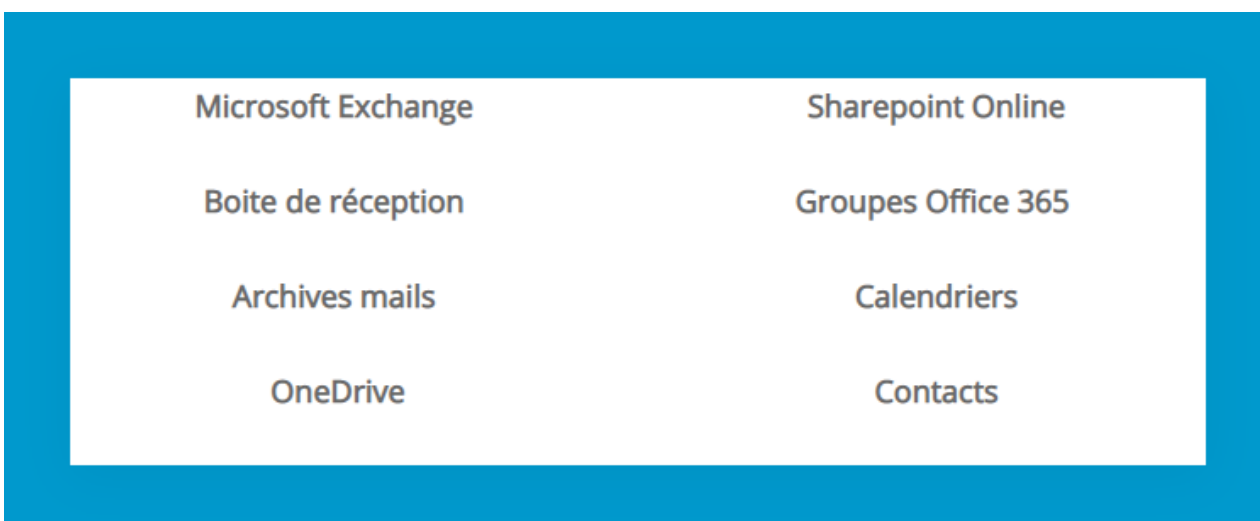 Microsoft Exchange
Sharepoint Online
Boite de réception
Groupes Office 365
Archives mails
Calendriers
OneDrive
Contacts